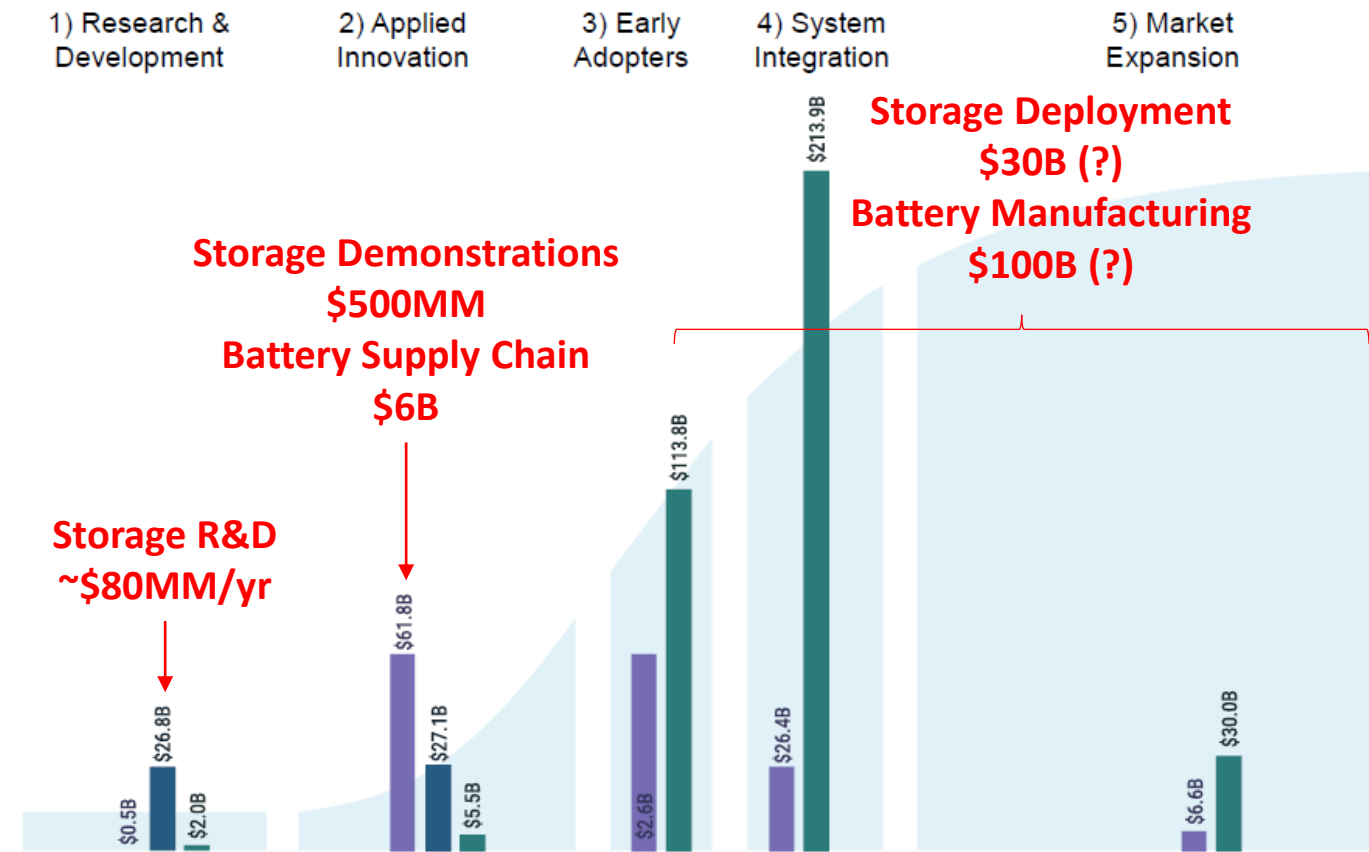 1) Research &
Development
2) Applied
Innovation
3) Early
Adopters
4) System
Integration
5) Market
Expansion
Storage Deployment
$30B (?)
Battery Manufacturing
$100B (?)
Storage Demonstrations
$500MM
Battery Supply Chain
$6B
Storage R&D
~$80MM/yr
$0.5B
$26.8B
$2.0B
$61.8B
$27.1B
$5.5B
$2.6B
$113.8B
$26.4B
$213.9B
$6.6B
$30.0B